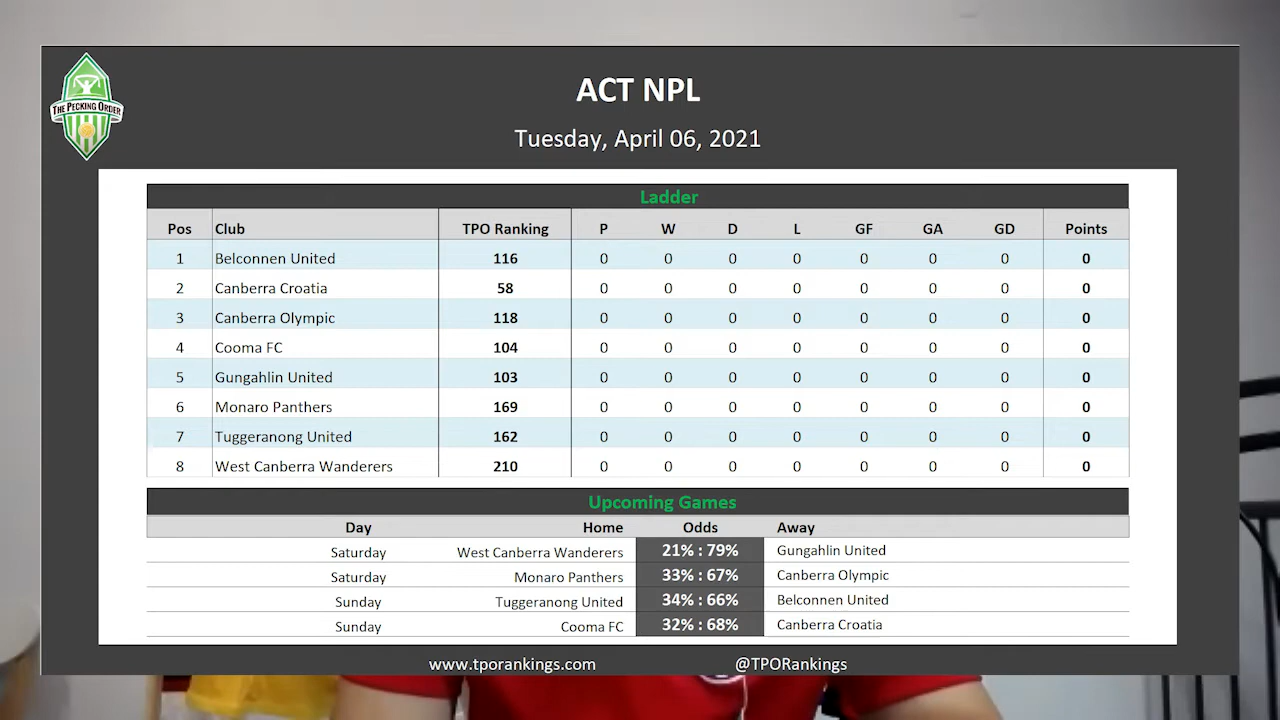 THE PECKING ORDER
ACT NPL
Tuesday, April 06, 2021
Ladder
Pos Club TPO Ranking P W D L GF GA GD Points
1 Belconnen United 116 0 0 0 0 0 0 0 0
2 Canberra Croatia 58 0 0 0 0 0 0 0 0
3 Canberra Olympic 118 0 0 0 0 0 0 0 0
4 Cooma FC 104 0 0 0 0 0 0 0 0
5 Gungahlin United 103 0 0 0 0 0 0 0 0
6 Monaro Panthers 169 0 0 0 0 0 0 0 0
7 Tuggeranong United 162 0 0 0 0 0 0 0 0
8 West Canberra Wanderers 210 0 0 0 0 0 0 0 0
Upcoming Games
Day Home Odds Away
Saturday West Canberra Wanderers 21% : 79% Gungahlin United
Saturday Monaro Panthers 33% : 67% Canberra Olympic
Sunday Tuggeranong United 34% : 66% Belconnen United
Sunday Cooma FC 32% : 68% Canberra Croatia
www.tporankings.com @TPORankings